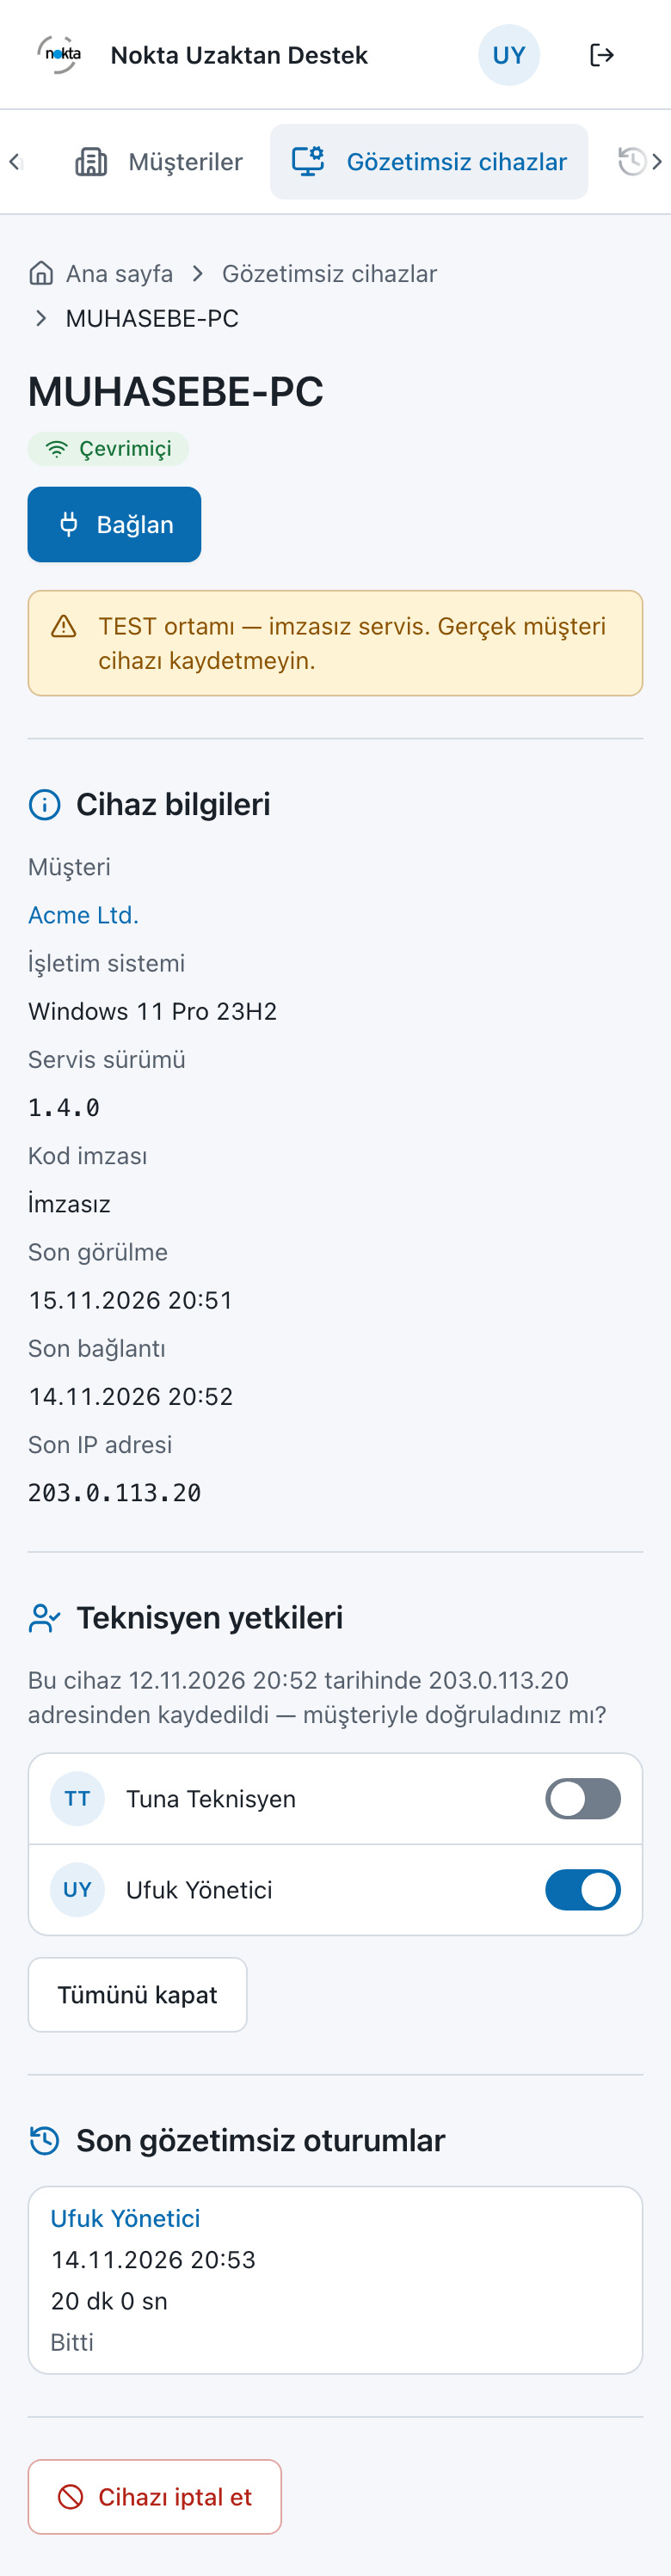 nokta
Nokta Uzaktan Destek
UY
Müşteriler
Gözetimsiz cihazlar
Ana sayfa
Gözetimsiz cihazlar
MUHASEBE-PC
MUHASEBE-PC
Çevrimiçi
Bağlan
TEST ortamı — imzasız servis. Gerçek müşteri
cihazı kaydetmeyin.
Cihaz bilgileri
Müşteri
Acme Ltd.
İşletim sistemi
Windows 11 Pro 23H2
Servis sürümü
1.4.0
Kod imzası
İmzasız
Son görülme
15.11.2026 20:51
Son bağlantı
14.11.2026 20:52
Son IP adresi
203.0.113.20
Teknisyen yetkileri
Bu cihaz 12.11.2026 20:52 tarihinde 203.0.113.20
adresinden kaydedildi — müşteriyle doğruladınız mı?
TT
Tuna Teknisyen
UY
Ufuk Yönetici
Tümünü kapat
Son gözetimsiz oturumlar
Ufuk Yönetici
14.11.2026 20:53
20 dk 0 sn
Bitti
Cihazı iptal et